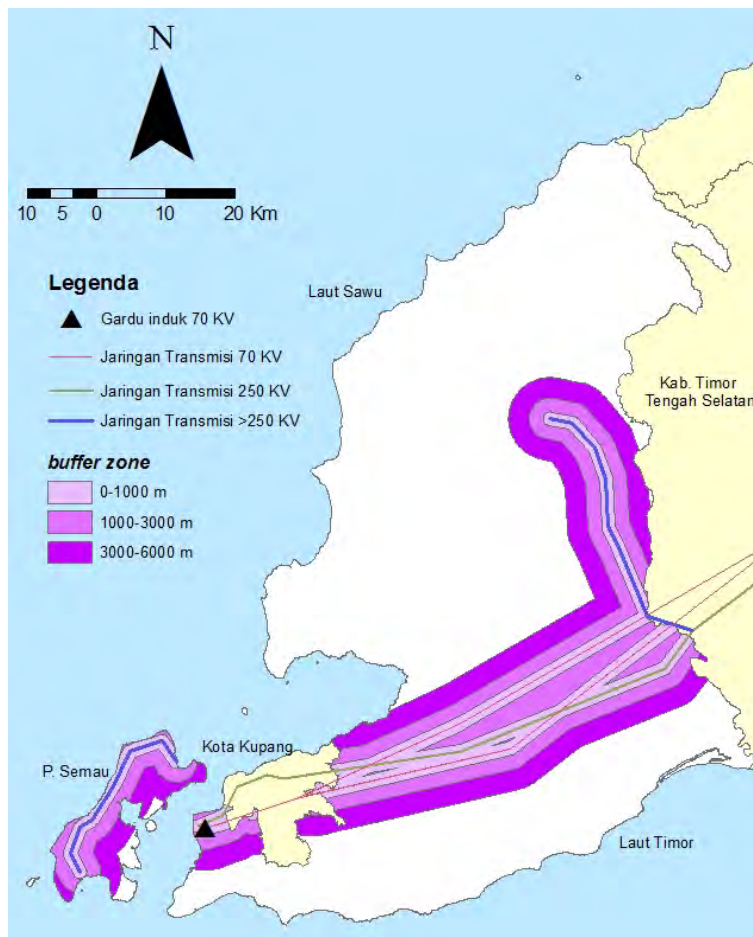 N
10 5 0 10 20 Km
Legenda
Gardu induk 70 KV
Jaringan Transmisi 70 KV
Jaringan Transmisi 250 KV
Jaringan Transmisi >250 KV
buffer zone
0-1000 m
1000-3000 m
3000-6000 m
Laut Sawu
Kab. Timor
Tengah Selatan
Kota Kupang
P. Semau
Laut Timor